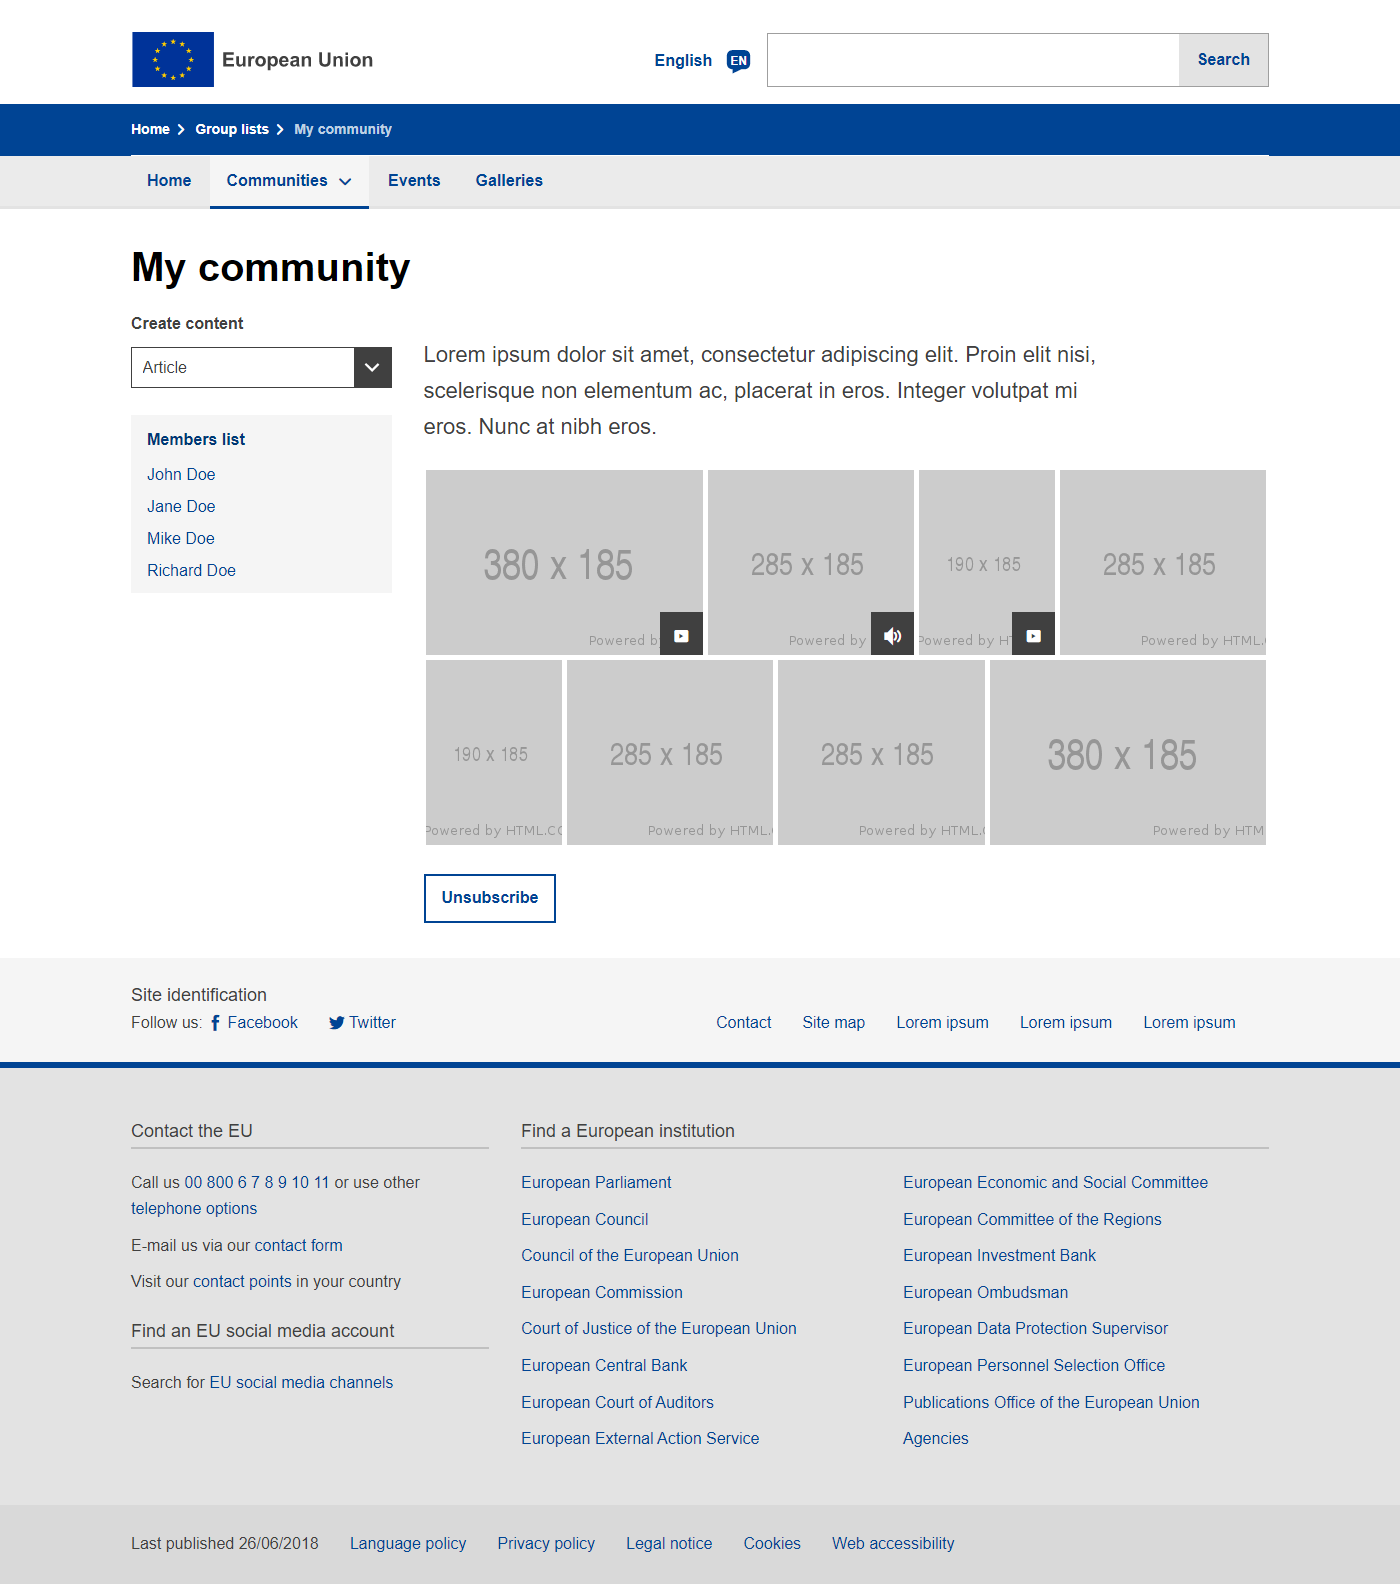 European Union
English EN Search
Home Group lists My community
Home Communities Events Galleries
My community
Create content
Article
Members list
John Doe
Jane Doe
Mike Doe
Richard Doe
Lorem ipsum dolor sit amet, consectetur adipiscing elit. Proin elit nisi,
scelerisque non elementum ac, placerat in eros. Integer volutpat mi
eros. Nunc at nibh eros.
380 x 185 285 x 185 190 x 185 285 x 185
Powered by Powered by Powered by Powered by HTML.
190 x 185 285 x 185 285 x 185 380 x 185
Powered by HTML.CO Powered by HTML. Powered by HTML. Powered by HTM
Unsubscribe
Site identification
Follow us: Facebook Twitter Contact Site map Lorem ipsum Lorem ipsum Lorem ipsum
Contact the EU
Call us 00 800 6 7 8 9 10 11 or use other
telephone options
E-mail us via our contact form
Visit our contact points in your country
Find an EU social media account
Search for EU social media channels
Find a European institution
European Parliament
European Council
Council of the European Union
European Commission
Court of Justice of the European Union
European Central Bank
European Court of Auditors
European External Action Service
European Economic and Social Committee
European Committee of the Regions
European Investment Bank
European Ombudsman
European Data Protection Supervisor
European Personnel Selection Office
Publications Office of the European Union
Agencies
Last published 26/06/2018 Language policy Privacy policy Legal notice Cookies Web accessibility